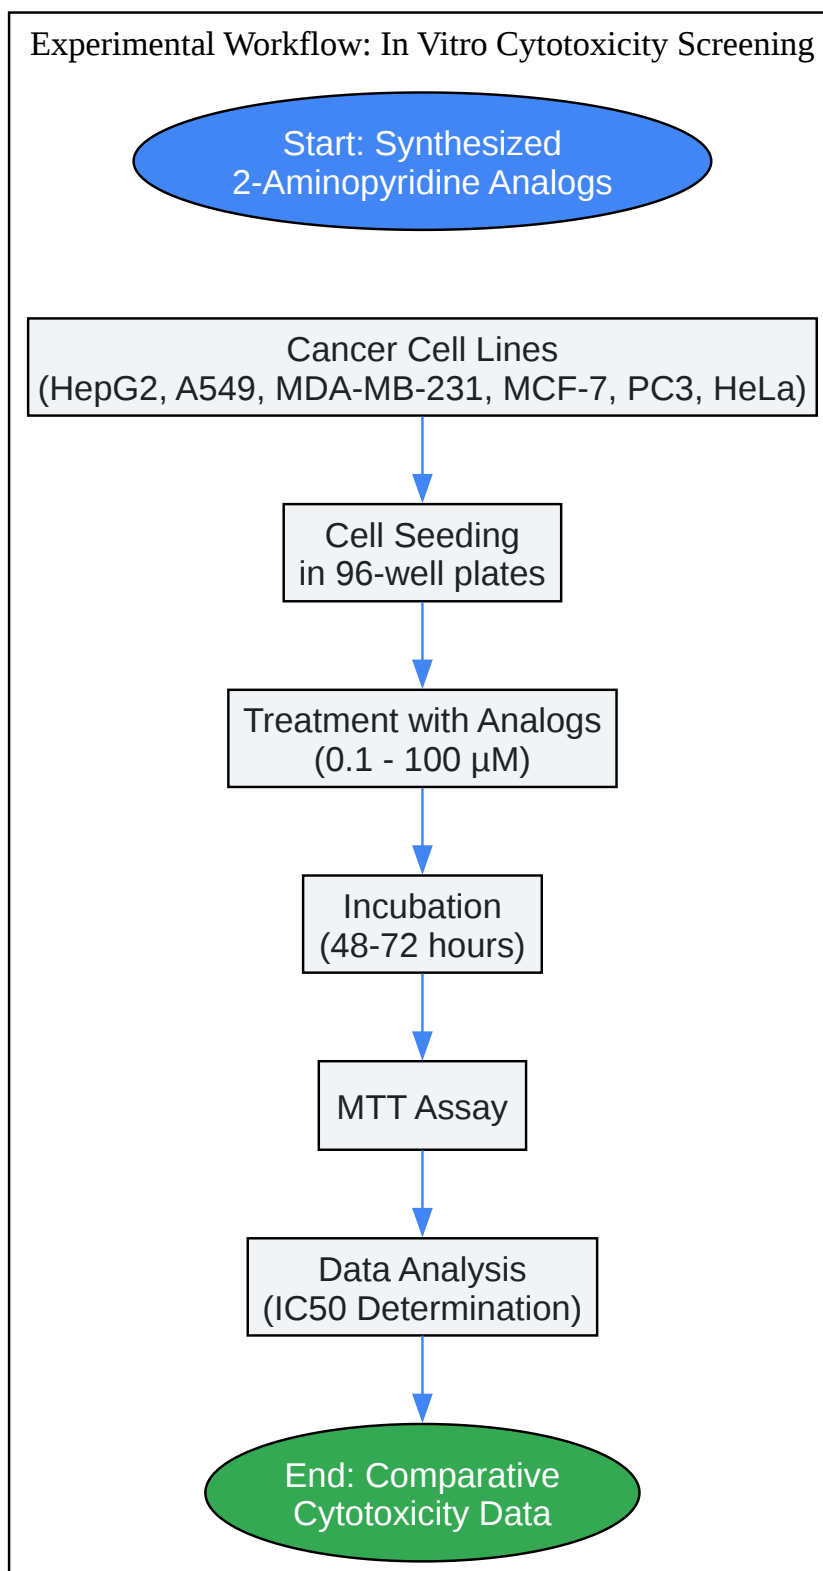 Experimental Workflow: In Vitro Cytotoxicity Screening
Start: Synthesized
2-Aminopyridine Analogs
Cancer Cell Lines
(HepG2, A549, MDA-MB-231, MCF-7, PC3, HeLa)
Cell Seeding
in 96-well plates
Treatment with Analogs
(0.1 - 100 µM)
Incubation
(48-72 hours)
MTT Assay
Data Analysis
(IC50 Determination)
End: Comparative
Cytotoxicity Data